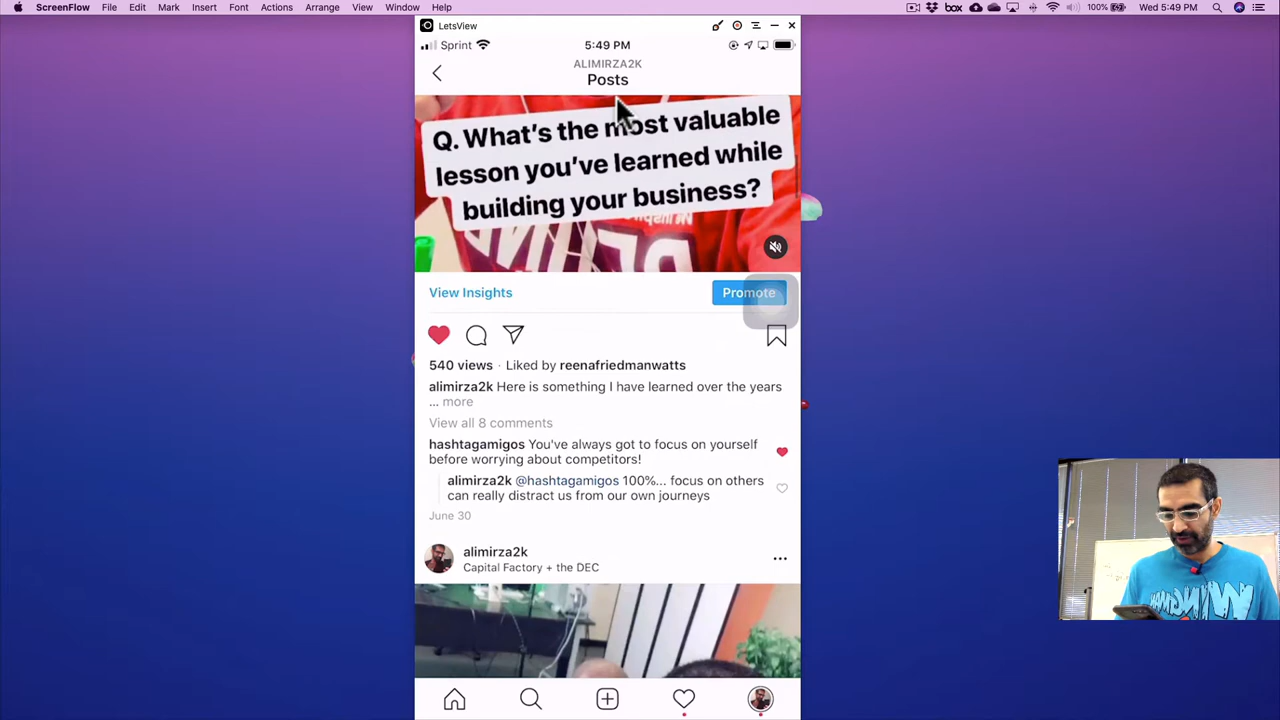 ScreenFlow File Edit Mark Insert Font Actions Arrange View Window Help box 100% Wed 5:49 PM
LetsView
Sprint 5:49 PM
ALIMIRZA2K
Posts
Q. What's the most valuable
lesson you've learned while
building your business?
View Insights Promote
540 views · Liked by reenafriedmanwatts
alimirza2k Here is something I have learned over the years
... more
View all 8 comments
hashtagamigos You've always got to focus on yourself
before worrying about competitors!
alimirza2k @hashtagamigos 100%... focus on others
can really distract us from our own journeys
June 30
alimirza2k
Capital Factory + the DEC